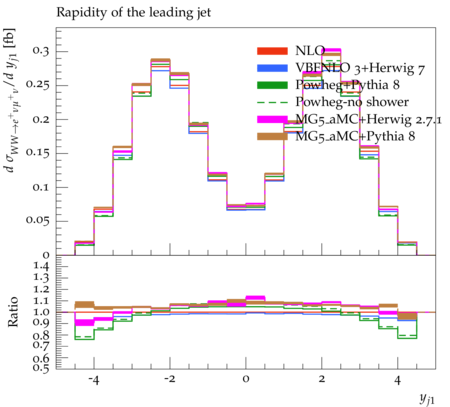 Rapidity of the leading jet
d σ_{WW→e⁺νμ⁺ν}/d y_{j1} [fb]
0.3
0.25
0.2
0.15
0.1
0.05
0
NLO
VBFNLO 3+Herwig 7
Powheg+Pythia 8
Powheg-no shower
MG5_aMC+Herwig 2.7.1
MG5_aMC+Pythia 8
Ratio
1.4
1.3
1.2
1.1
1.0
0.9
0.8
0.7
0.6
0.5
-4 -2 0 2 4
y_{j1}